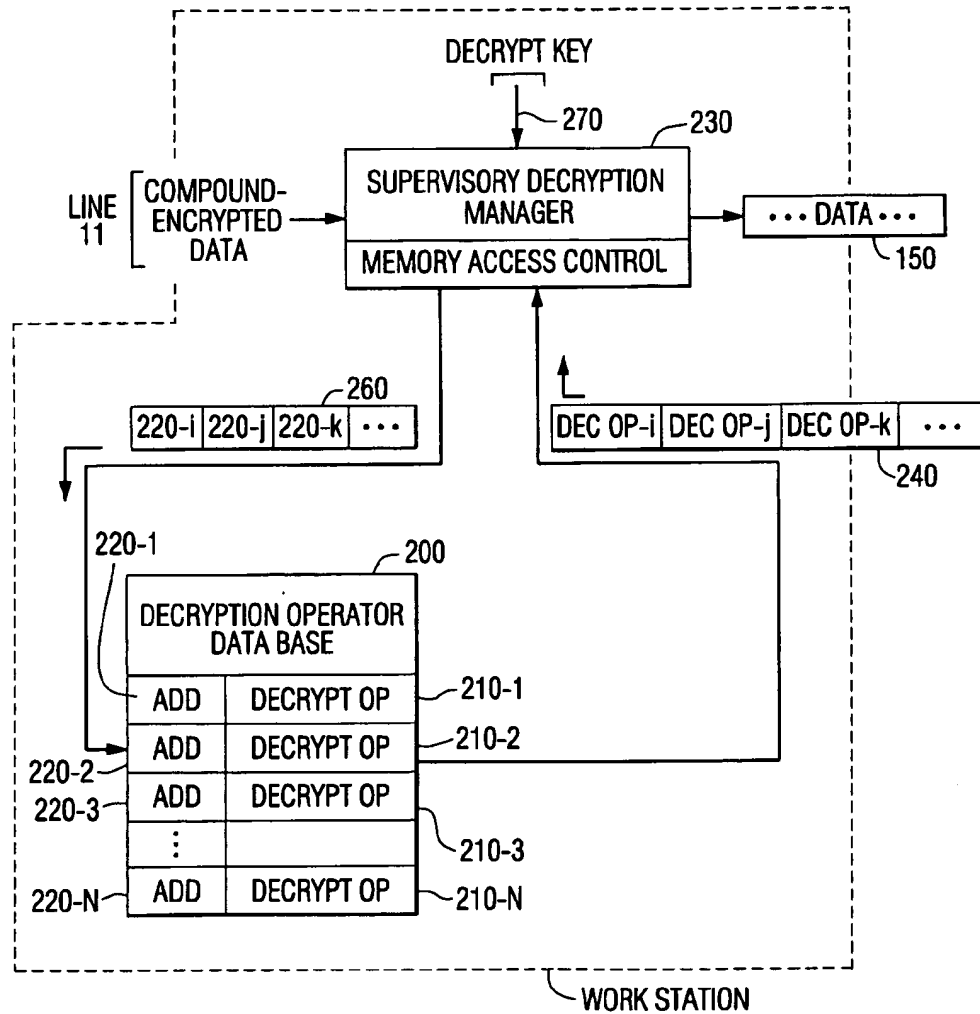 DECRYPT KEY
270
230
LINE
11
COMPOUND-
ENCRYPTED
DATA
SUPERVISORY DECRYPTION
MANAGER
MEMORY ACCESS CONTROL
••• DATA •••
150
260
220-i 220-j 220-k •••
DEC OP-i DEC OP-j DEC OP-k •••
240
220-1
200
DECRYPTION OPERATOR
DATA BASE
ADD DECRYPT OP 210-1
ADD DECRYPT OP 210-2
220-2
220-3 ADD DECRYPT OP
⋮
210-3
220-N ADD DECRYPT OP 210-N
WORK STATION